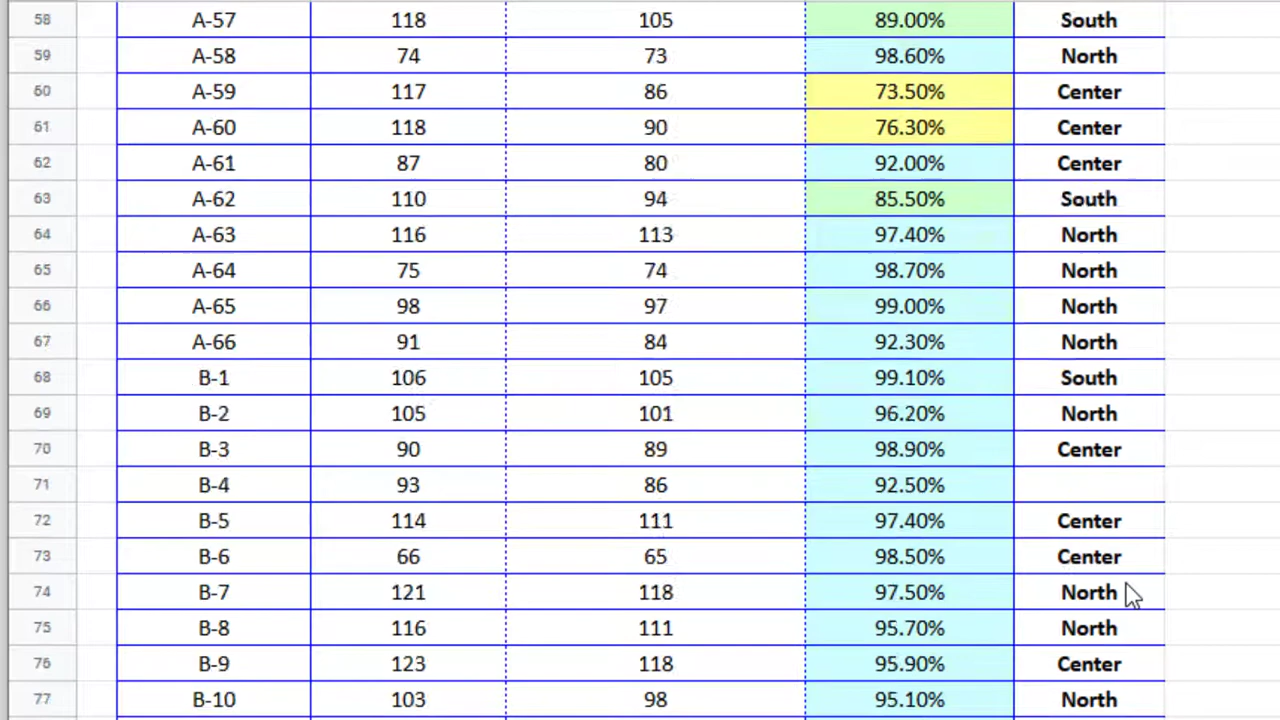 58 A-57 118 105 89.00% South
59 A-58 74 73 98.60% North
60 A-59 117 86 73.50% Center
61 A-60 118 90 76.30% Center
62 A-61 87 80 92.00% Center
63 A-62 110 94 85.50% South
64 A-63 116 113 97.40% North
65 A-64 75 74 98.70% North
66 A-65 98 97 99.00% North
67 A-66 91 84 92.30% North
68 B-1 106 105 99.10% South
69 B-2 105 101 96.20% North
70 B-3 90 89 98.90% Center
71 B-4 93 86 92.50%
72 B-5 114 111 97.40% Center
73 B-6 66 65 98.50% Center
74 B-7 121 118 97.50% North
75 B-8 116 111 95.70% North
76 B-9 123 118 95.90% Center
77 B-10 103 98 95.10% North